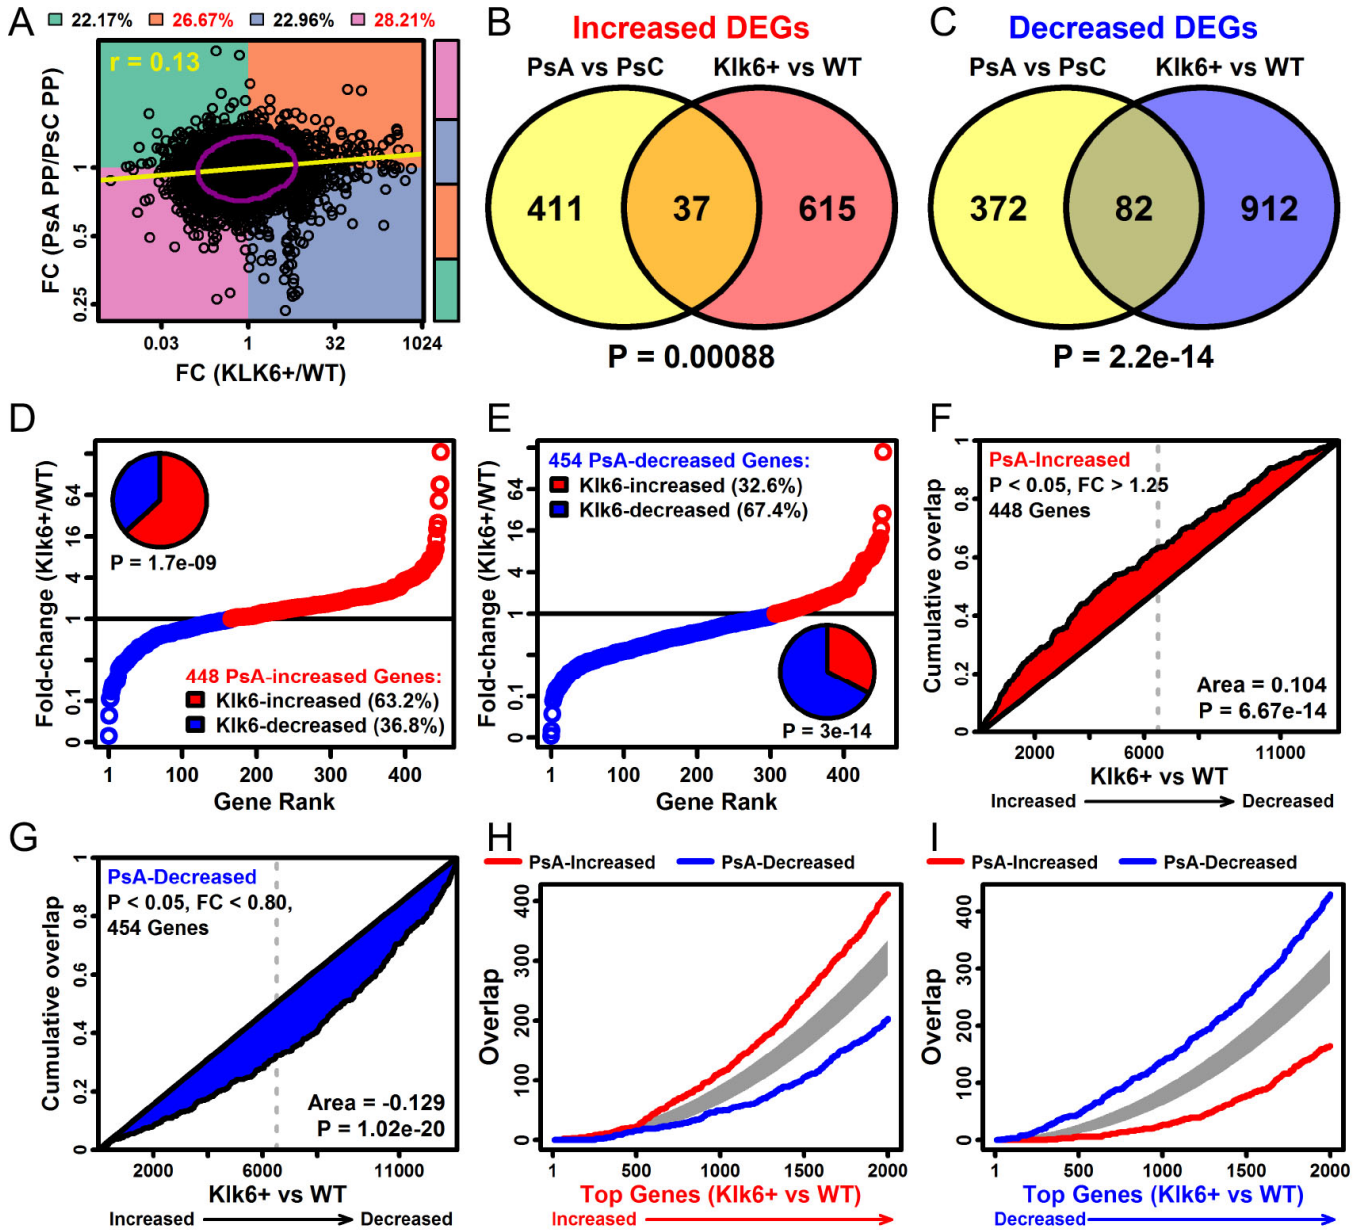 A
22.17% 26.67% 22.96% 28.21%
r = 0.13
FC (PsA PP/PsC PP)
1
0.5
0.25
0.03 1 32 1024
FC (KLK6+/WT)
B
Increased DEGs
PsA vs PsC Klk6+ vs WT
411 37 615
P = 0.00088
C
Decreased DEGs
PsA vs PsC Klk6+ vs WT
372 82 912
P = 2.2e-14
D
Fold-change (Klk6+/WT)
64
16
4
1
0.1
0
P = 1.7e-09
448 PsA-increased Genes:
Klk6-increased (63.2%)
Klk6-decreased (36.8%)
1 100 200 300 400
Gene Rank
E
Fold-change (Klk6+/WT)
64
16
4
1
0.1
0
454 PsA-decreased Genes:
Klk6-increased (32.6%)
Klk6-decreased (67.4%)
P = 3e-14
1 100 200 300 400
Gene Rank
F
Cumulative overlap
1
0.8
0.6
0.4
0.2
0
PsA-Increased
P < 0.05, FC > 1.25
448 Genes
Area = 0.104
P = 6.67e-14
2000 6000 11000
Klk6+ vs WT
Increased Decreased
G
Cumulative overlap
1
0.8
0.6
0.4
0.2
0
PsA-Decreased
P < 0.05, FC < 0.80,
454 Genes
Area = -0.129
P = 1.02e-20
2000 6000 11000
Klk6+ vs WT
Increased Decreased
H
PsA-Increased PsA-Decreased
Overlap
400
300
200
100
0
1 500 1000 1500 2000
Top Genes (Klk6+ vs WT)
Increased
I
PsA-Increased PsA-Decreased
Overlap
400
300
200
100
0
1 500 1000 1500 2000
Top Genes (Klk6+ vs WT)
Decreased